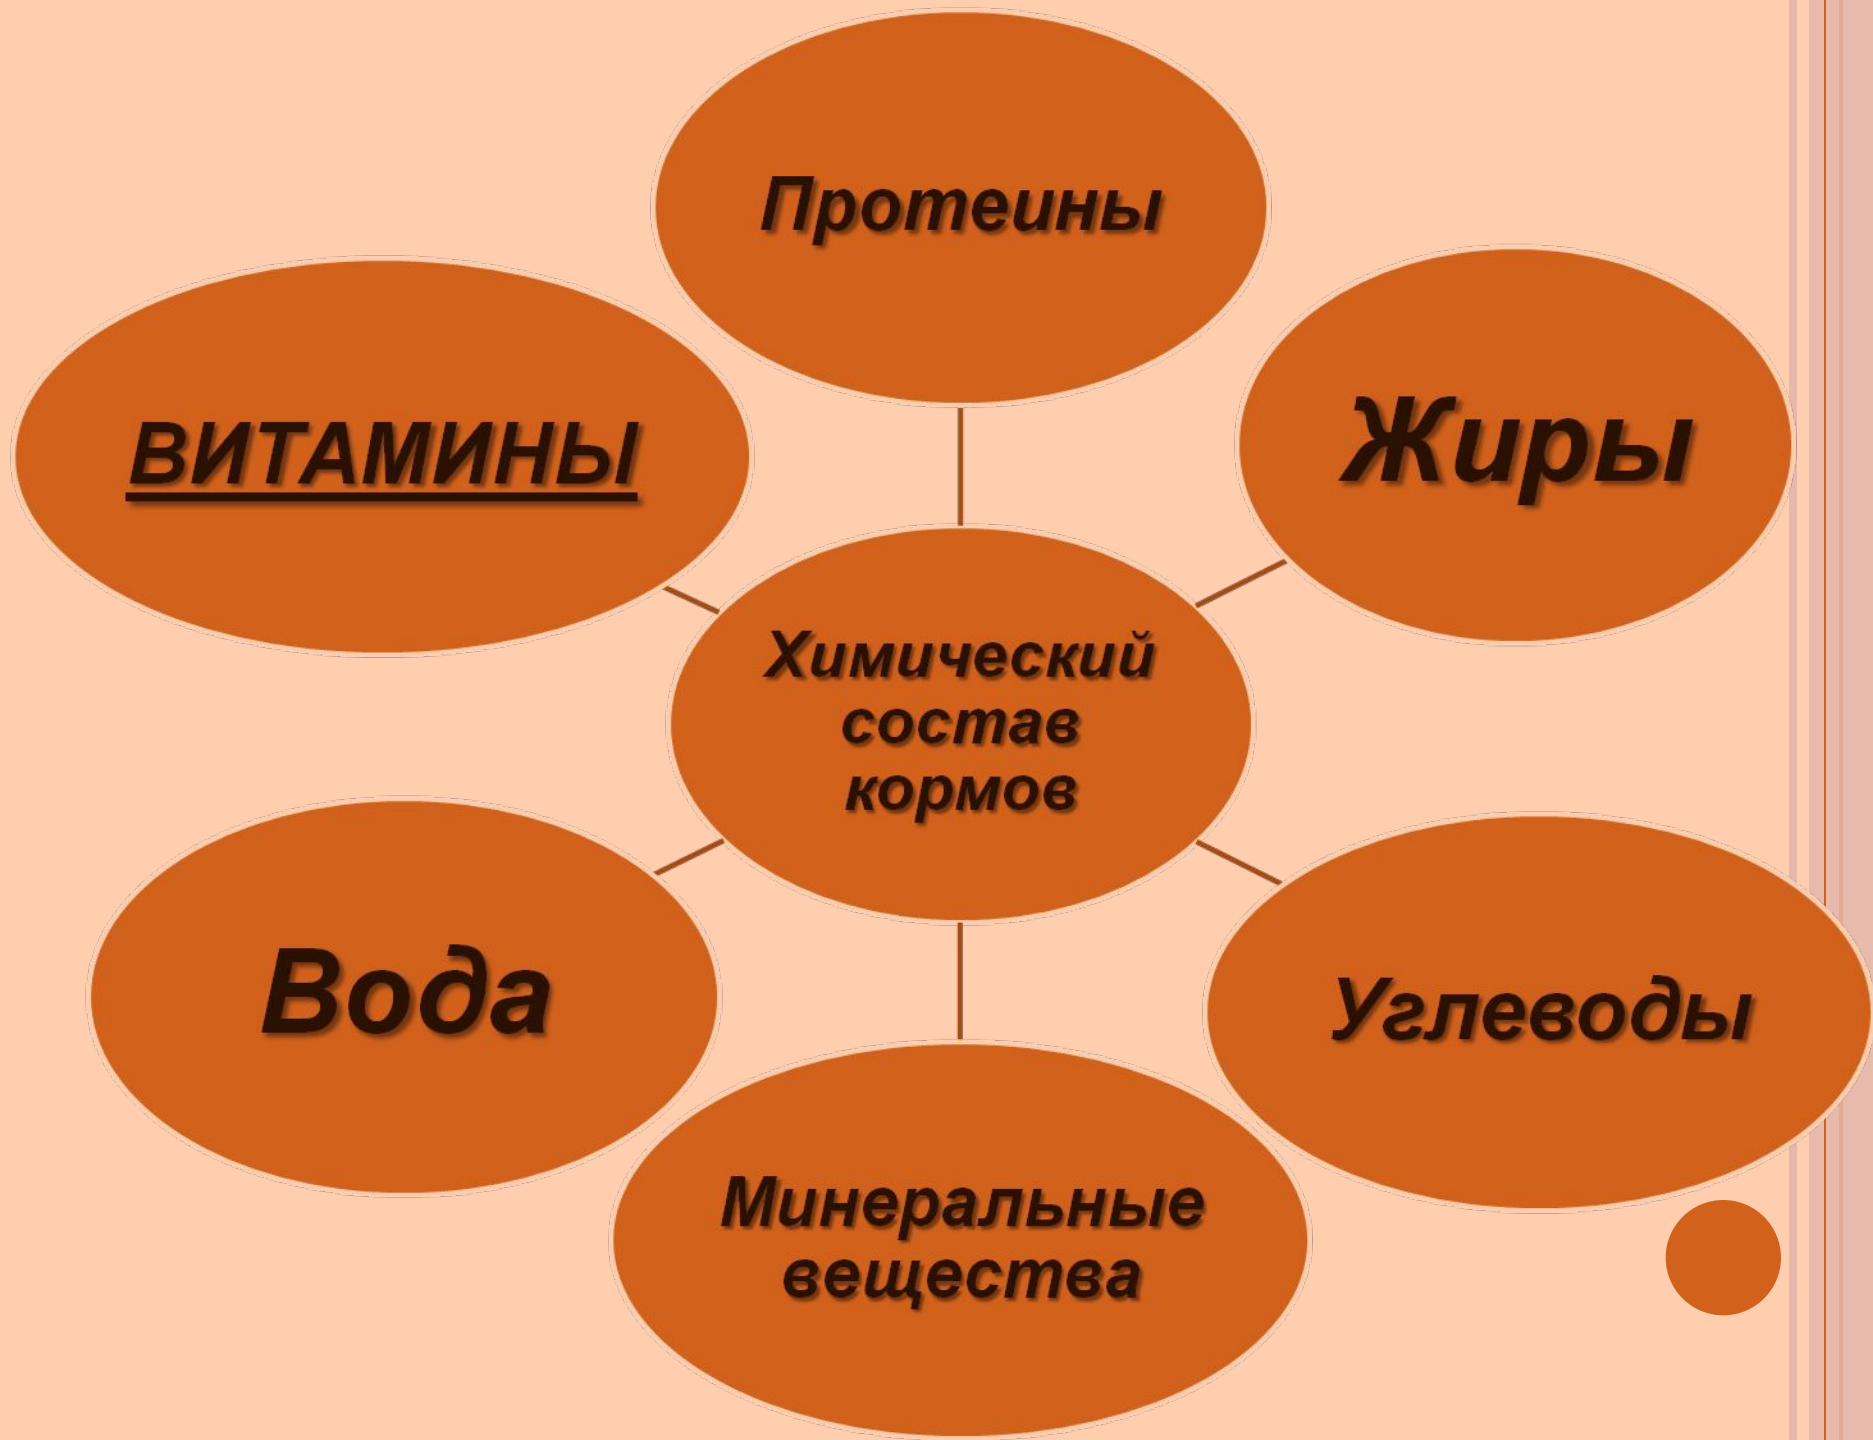 Протеины
Жиры
ВИТАМИНЫ
Химический
состав
кормов
Вода
Углеводы
Минеральные
вещества